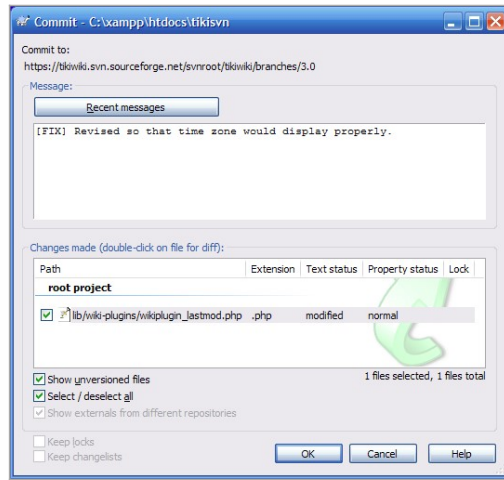 Commit - C:\xampp\htdocs\tikisvn
Commit to:
https://tikiwiki.svn.sourceforge.net/svnroot/tikiwiki/branches/3.0
Message:
Recent messages
[FIX] Revised so that time zone would display properly.
Changes made (double-click on file for diff):
Path Extension Text status Property status Lock
root project
lib/wiki-plugins/wikiplugin_lastmod.php .php modified normal
Show unversioned files
1 files selected, 1 files total
Select / deselect all
Show externals from different repositories
Keep locks
Keep changelists
OK Cancel Help